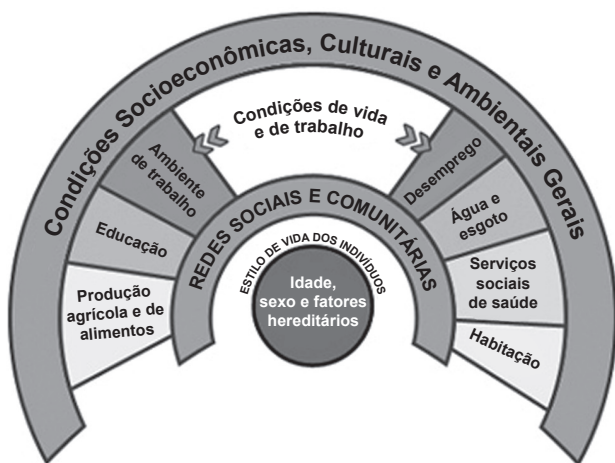 Condições Socioeconômicas, Culturais e Ambientais Gerais
Condições de vida
e de trabalho
Ambiente
de trabalho
Desemprego
Educação
Água e
esgoto
Produção
agrícola e de
alimentos
Serviços
sociais
de saúde
Habitação
REDES SOCIAIS E COMUNITÁRIAS
ESTILO DE VIDA DOS INDIVÍDUOS
Idade,
sexo e fatores
hereditários